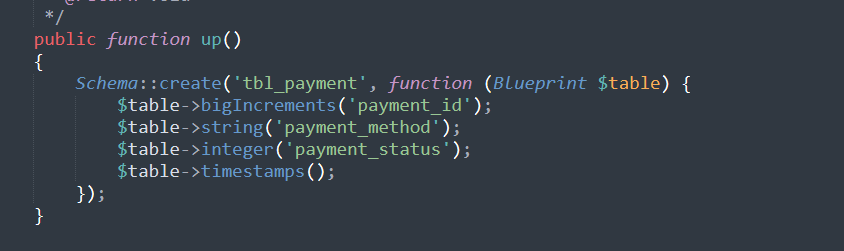 */
public function up()
{
    Schema::create('tbl_payment', function (Blueprint $table) {
        $table->bigIncrements('payment_id');
        $table->string('payment_method');
        $table->integer('payment_status');
        $table->timestamps();
    });
}